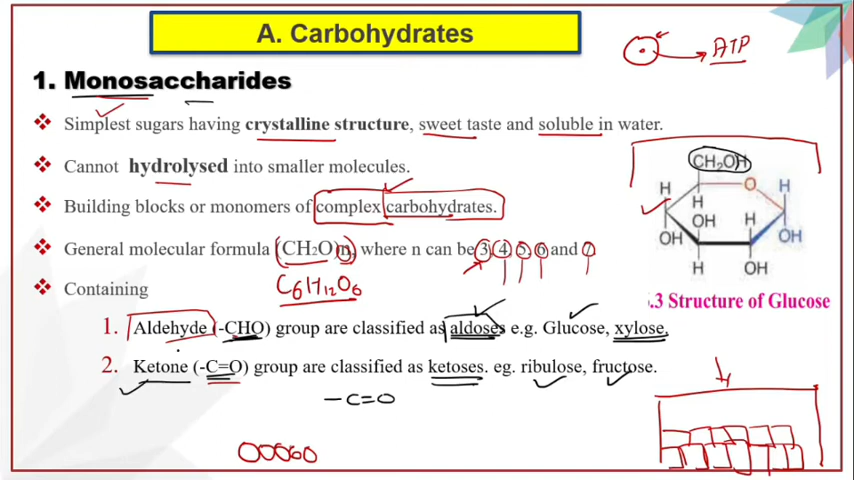 A. Carbohydrates
ATP
1. Monosaccharides
Simplest sugars having crystalline structure, sweet taste and soluble in water.
Cannot hydrolysed into smaller molecules.
Building blocks or monomers of complex carbohydrates.
General molecular formula (CH2O)n, where n can be 3, 4, 5, 6 and 7
Containing
C6H12O6
1. Aldehyde (-CHO) group are classified as aldoses e.g. Glucose, xylose.
2. Ketone (-C=O) group are classified as ketoses. eg. ribulose, fructose.
-C=O
CH2OH
H
O
H
H
OH
H
OH
OH
H
OH
.3 Structure of Glucose